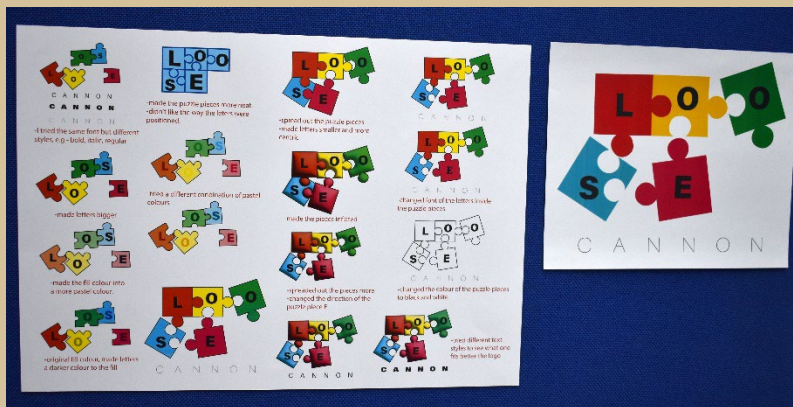 O S
L O E
CANNON
CANNON
-I tried the same font but different
styles, e.g - bold, italic, regular
O S
L O E
-made letters bigger
O S
L O E
-made the fill colour into
a more pastel colour.
O S
L O E
-original fill colour, made letters
a darker colour to the fill
L O O
S E
-made the puzzle pieces more neat
-didn't like the way the letters were
positioned.
O S
L O E
-tried a different combination of pastel
colours
O S
L O E
L O O
S E
CANNON
L O O
S E
-spread out the puzzle pieces
-made letters smaller and more
centric
L O O
S E
made the pieces inflated
L O O
S E
-spreaded out the pieces more
-changed the direction of the
puzzle piece E
L O O
S E
CANNON
L O O
S E
CANNON
L O O
S E
CANNON
-changed font of the letters inside
the puzzle pieces
L O O
S E
CANNON
-changed the colour of the puzzle pieces
to black and white
L O O
S E
CANNON
-tried different text
styles to see what one
fits better the logo
L O O
S E
CANNON